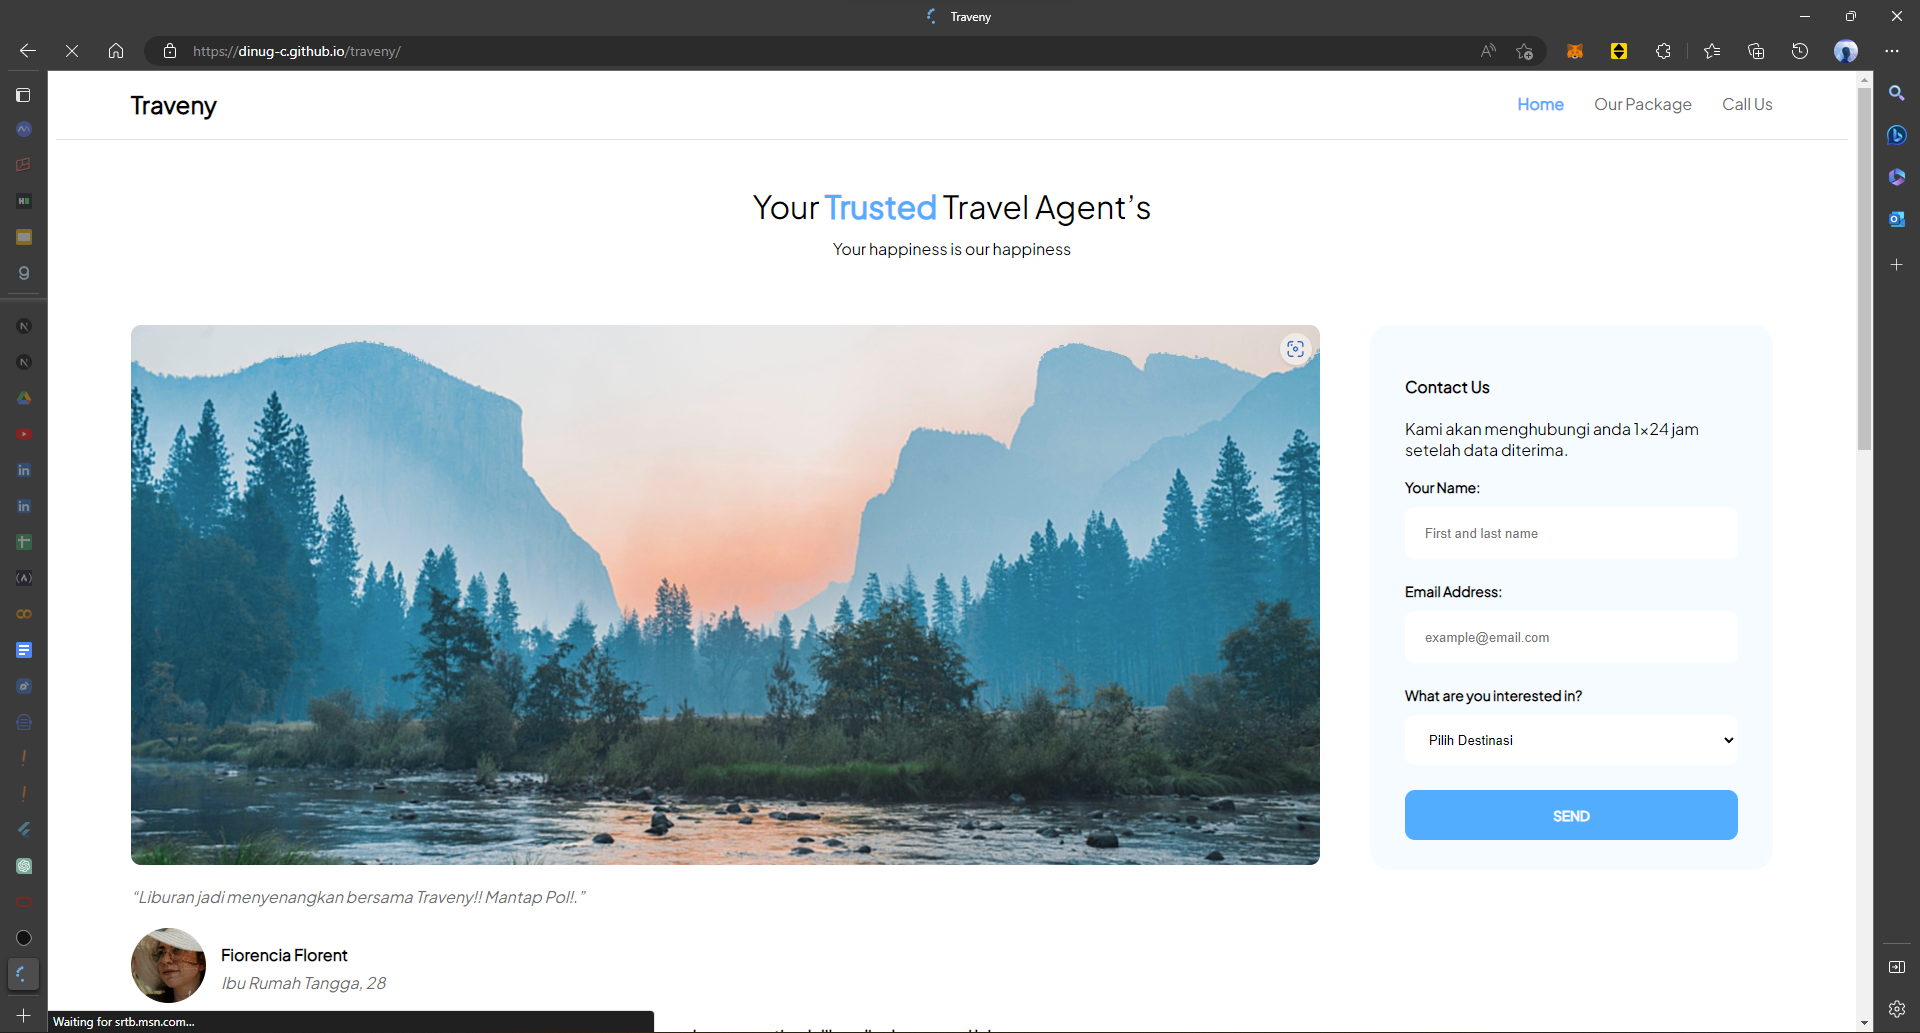 Traveny
https://dinug-c.github.io/traveny/
Traveny
Home
Our Package
Call Us
Your Trusted Travel Agent’s
Your happiness is our happiness
Contact Us
Kami akan menghubungi anda 1x24 jam
setelah data diterima.
Your Name:
First and last name
Email Address:
example@email.com
What are you interested in?
Pilih Destinasi
SEND
“Liburan jadi menyenangkan bersama Traveny!! Mantap Pol!.”
Fiorencia Florent
Ibu Rumah Tangga, 28
Waiting for srtb.msn.com...